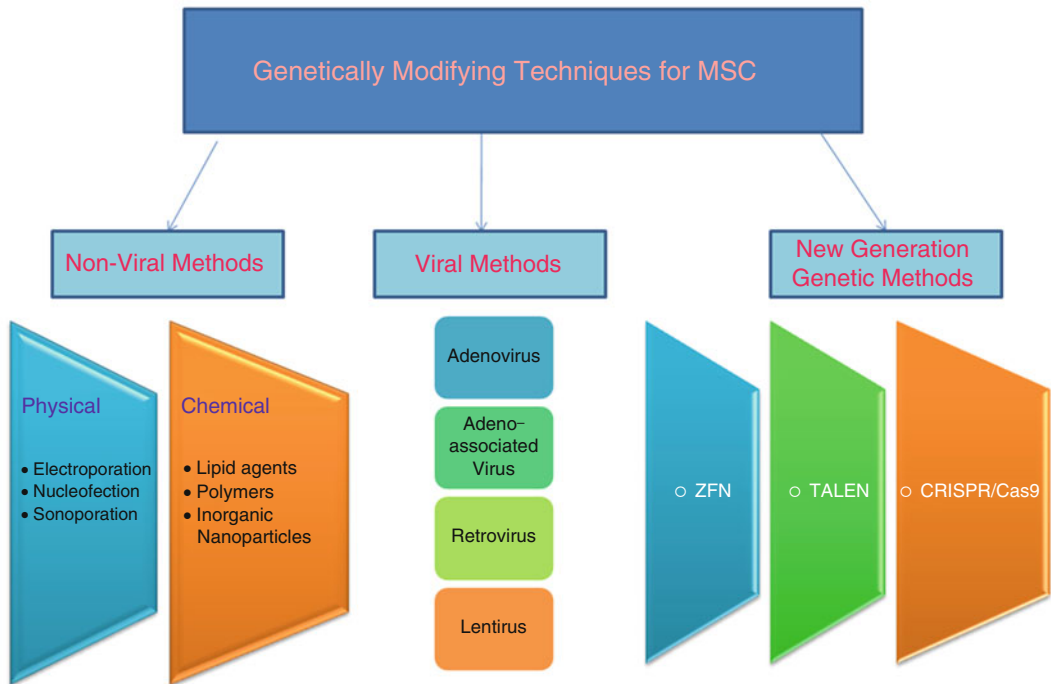 Genetically Modifying Techniques for MSC
Non-Viral Methods
Viral Methods
New Generation
Genetic Methods
Physical
• Electroporation
• Nucleofection
• Sonoporation
Chemical
• Lipid agents
• Polymers
• Inorganic
Nanoparticles
Adenovirus
Adeno–
associated
Virus
Retrovirus
Lentirus
○ ZFN
○ TALEN
○ CRISPR/Cas9